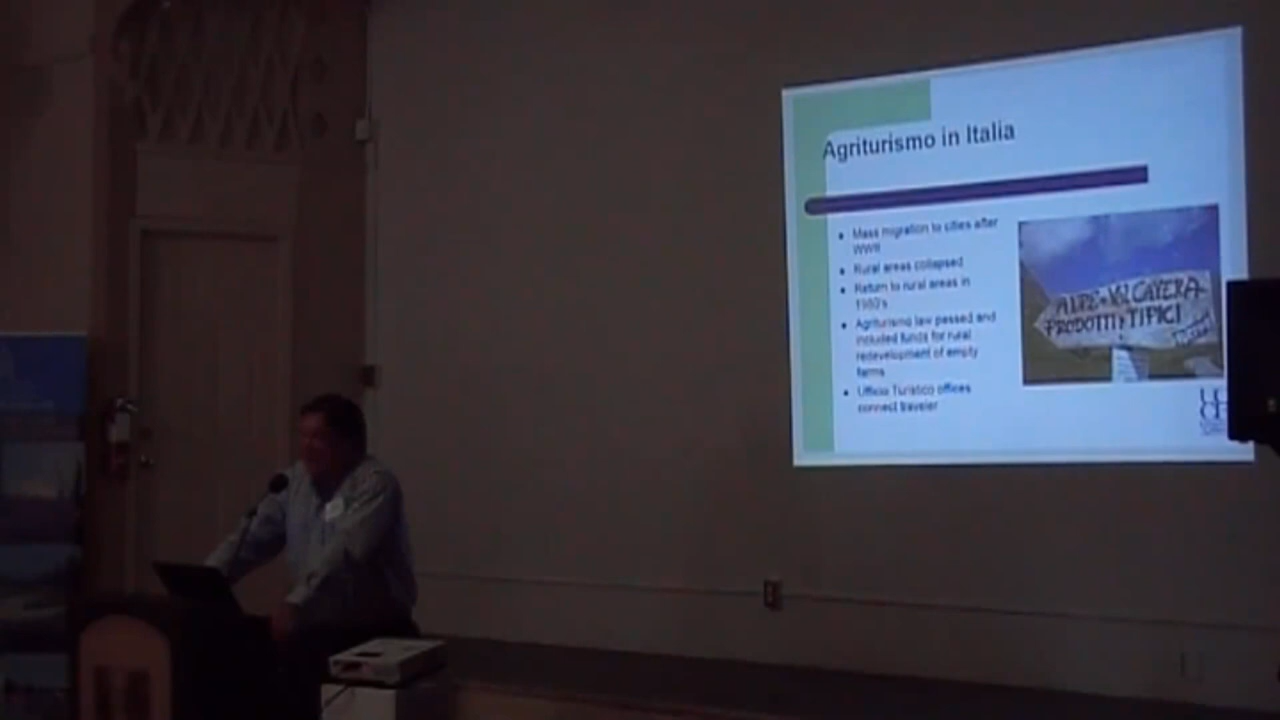 Agriturismo in Italia
Mass migration to cities after
WWII
Rural areas collapsed
Return to rural areas in
1980's
Agriturismo law passed and
included funds for rural
redevelopment of empty
farms
Ufficio Turistico offices
connect traveler
PRODOTTI TIPICI